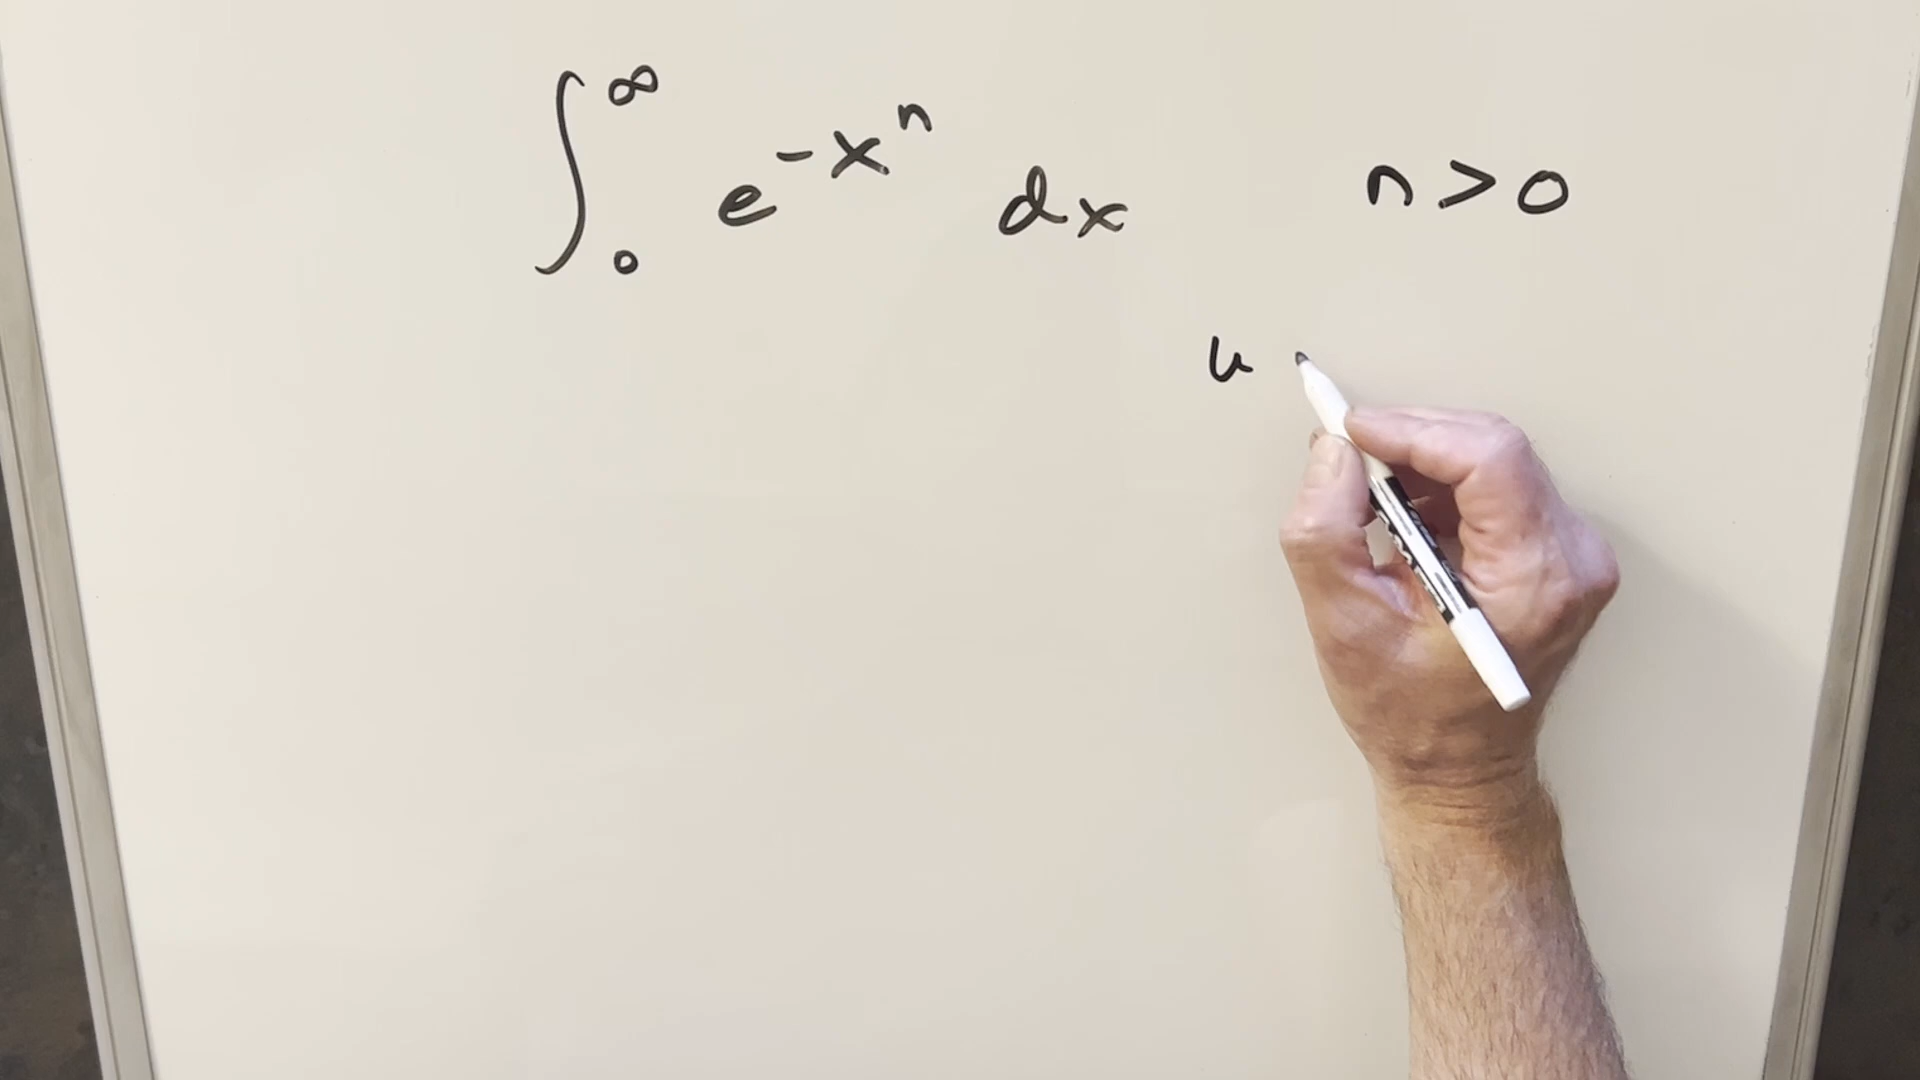 ∫₀^∞ e^{-x^n} dx n > 0
u